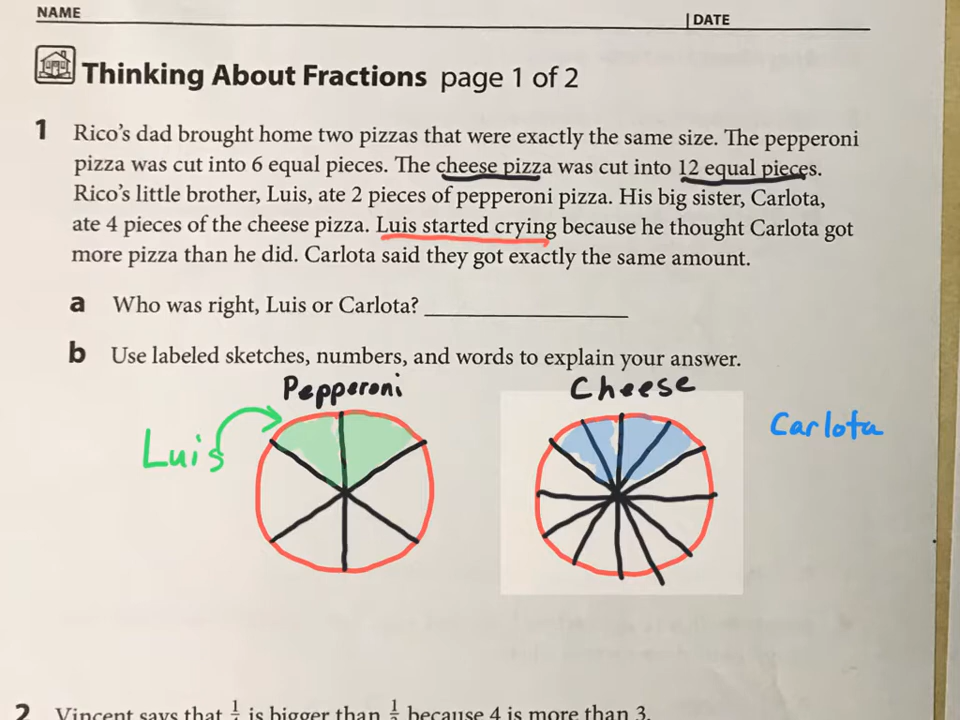 NAME
DATE
Thinking About Fractions page 1 of 2
1 Rico's dad brought home two pizzas that were exactly the same size. The pepperoni
pizza was cut into 6 equal pieces. The cheese pizza was cut into 12 equal pieces.
Rico's little brother, Luis, ate 2 pieces of pepperoni pizza. His big sister, Carlota,
ate 4 pieces of the cheese pizza. Luis started crying because he thought Carlota got
more pizza than he did. Carlota said they got exactly the same amount.
a Who was right, Luis or Carlota?
b Use labeled sketches, numbers, and words to explain your answer.
Pepperoni
Cheese
Luis
Carlota
2 Vincent says that is bigger than because 4 is more than 3.